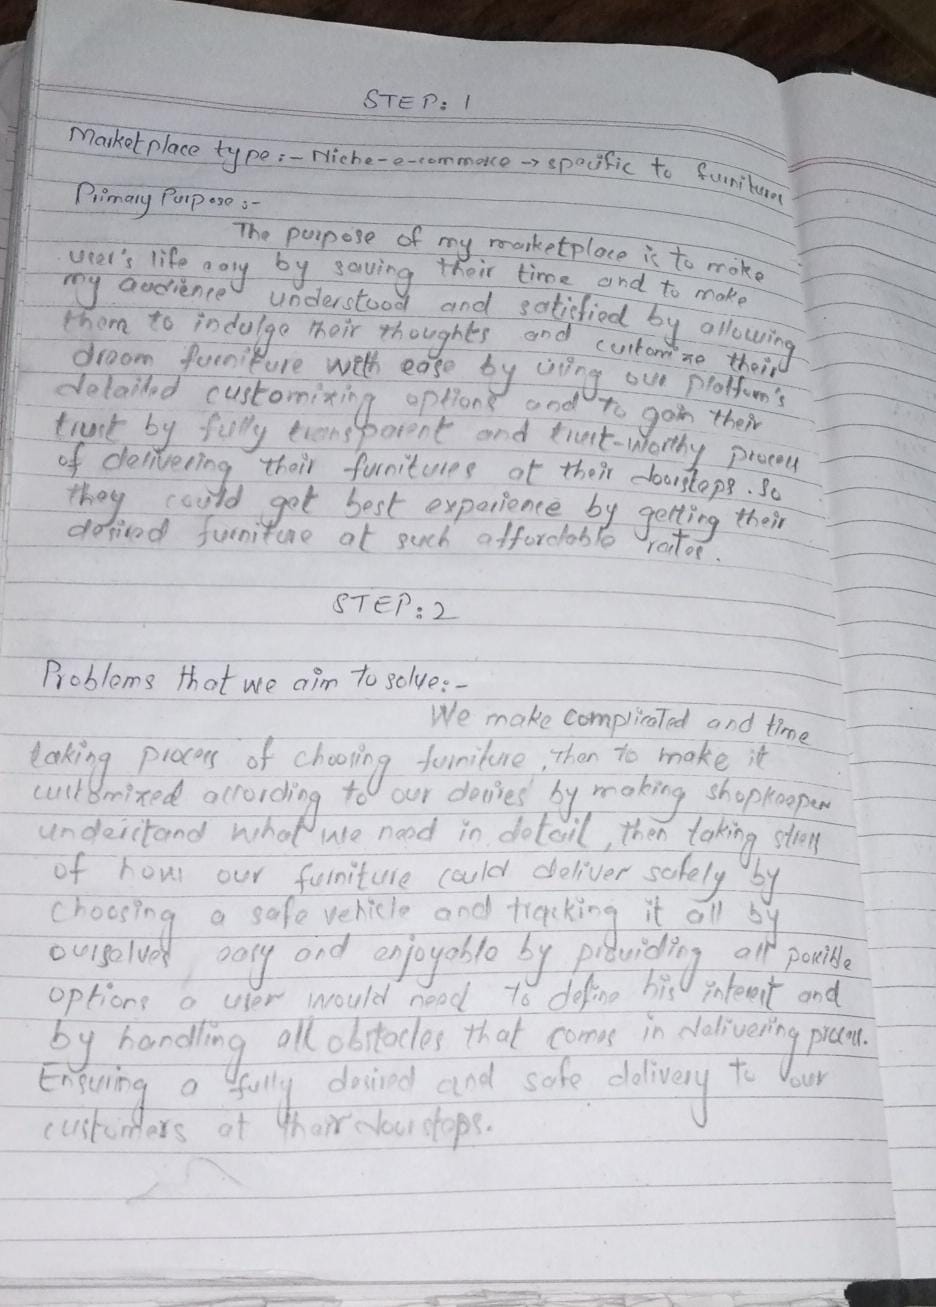 STEP: 1
Marketplace type :- Niche-e-commerce → specific to furnitures
Primary Purpose :-
The purpose of my marketplace is to make
user's life easy by saving their time and to make
my audience understood and satisfied by allowing
them to indulge their thoughts and customize their
dream furniture with ease by using our platform's
detailed customizing options and to gain their
trust by fully transparent and trust-worthy process
of delivering their furnitures at their doorsteps. So
they could get best experience by getting their
desired furniture at such affordable rates.
STEP: 2
Problems that we aim to solve:-
We make complicated and time
taking process of choosing furniture, then to make it
customized according to our desires by making shopkeeper
understand what we need in detail, then taking stress
of how our furniture could deliver safely by
choosing a safe vehicle and tracking it all by
ourselves easy and enjoyable by providing all possible
options a user would need to define his interest and
by handling all obstacles that comes in delivering process.
Ensuring a fully desired and safe delivery to our
customers at their doorsteps.